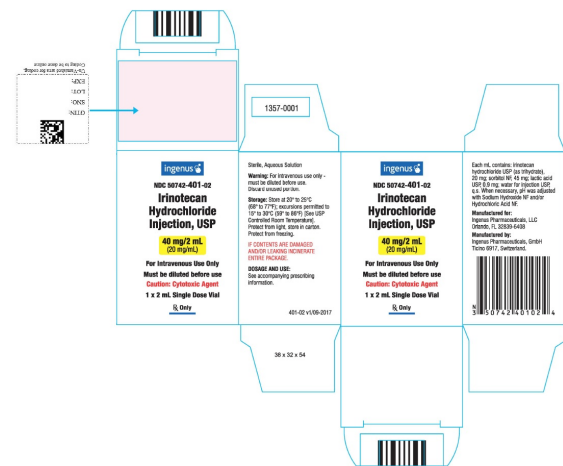 Un-Varnished area for coding.
Coding to done online
GTIN:
SNO:
LOT:
EXP:
1357-0001
ingenus
NDC 50742-401-02
Irinotecan
Hydrochloride
Injection, USP
40 mg/2 mL
(20 mg/mL)
For Intravenous Use Only
Must be diluted before use
Caution: Cytotoxic Agent
1 x 2 mL Single Dose Vial
Rx Only
Sterile, Aqueous Solution
Warning: For Intravenous use only -
must be diluted before use.
Discard unused portion.
Storage: Store at 20° to 25°C
(68° to 77°F); excursions permitted to
15° to 30°C (59° to 86°F) [See USP
Controlled Room Temperature].
Protect from light, store in carton.
Protect from freezing.
IF CONTENTS ARE DAMAGED
AND/OR LEAKING INCINERATE
ENTIRE PACKAGE.
DOSAGE AND USE:
See accompanying prescribing
information.
401-02 v1/09-2017
ingenus
NDC 50742-401-02
Irinotecan
Hydrochloride
Injection, USP
40 mg/2 mL
(20 mg/mL)
For Intravenous Use Only
Must be diluted before use
Caution: Cytotoxic Agent
1 x 2 mL Single Dose Vial
Rx Only
Each mL contains: irinotecan
hydrochloride USP (as trihydrate),
20 mg; sorbitol NF, 45 mg; lactic acid
USP, 0.9 mg; water for injection USP,
q.s. When necessary, pH was adjusted
with Sodium Hydroxide NF and/or
Hydrochloric Acid NF.
Manufactured for:
Ingenus Pharmaceuticals, LLC
Orlando, FL 32839-6408
Manufactured by:
Ingenus Pharmaceuticals, GmbH
Ticino 6917, Switzerland.
N
3 50742 40102 4
38 x 32 x 54